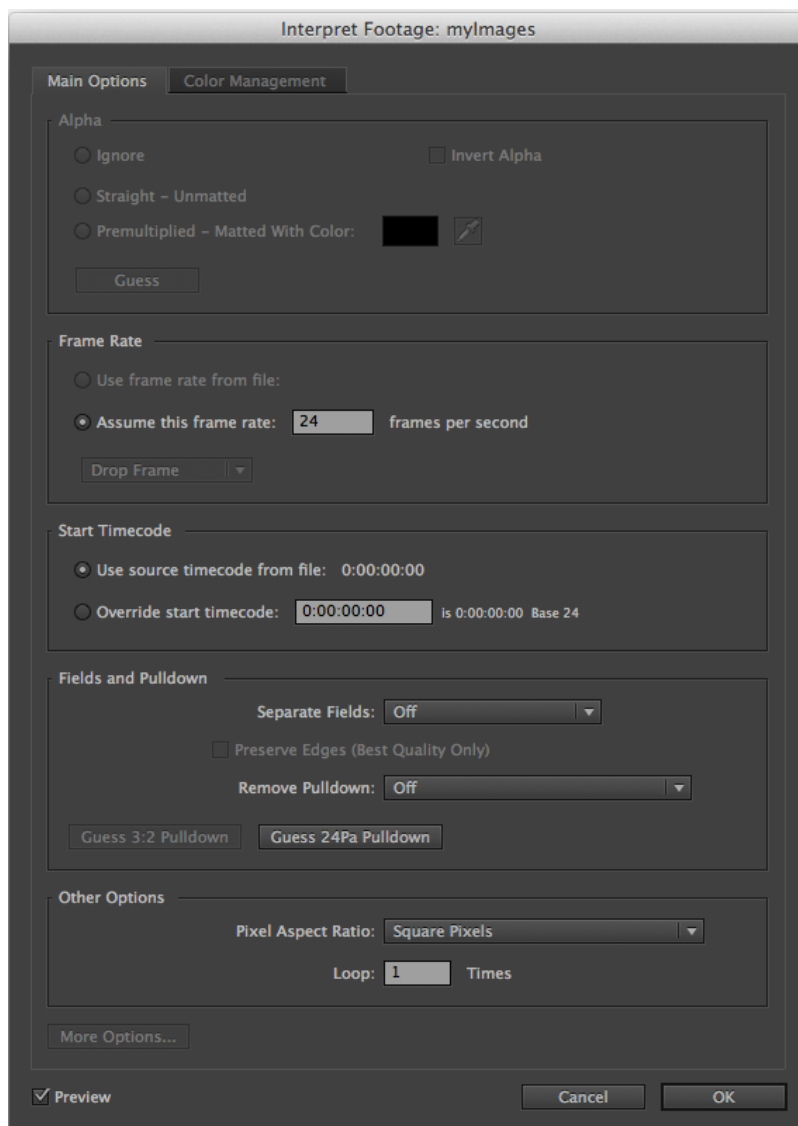 Interpret Footage: myImages
Main Options Color Management
Alpha
Ignore Invert Alpha
Straight – Unmatted
Premultiplied – Matted With Color:
Guess
Frame Rate
Use frame rate from file:
Assume this frame rate: 24 frames per second
Drop Frame
Start Timecode
Use source timecode from file: 0:00:00:00
Override start timecode: 0:00:00:00 is 0:00:00:00 Base 24
Fields and Pulldown
Separate Fields: Off
Preserve Edges (Best Quality Only)
Remove Pulldown: Off
Guess 3:2 Pulldown Guess 24Pa Pulldown
Other Options
Pixel Aspect Ratio: Square Pixels
Loop: 1 Times
More Options...
Preview Cancel OK